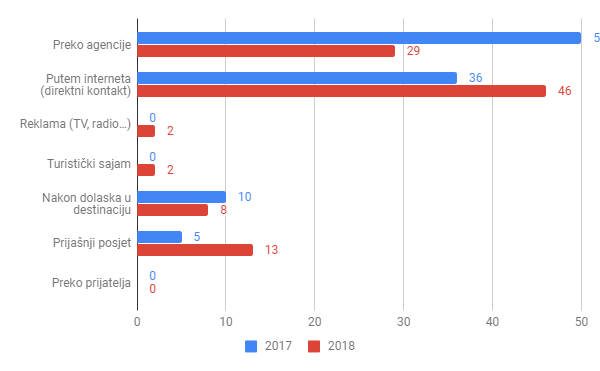 Preko agencije
5
29
Putem interneta
(direktni kontakt)
36
46
Reklama (TV, radio…)
0
2
Turistički sajam
0
2
Nakon dolaska u
destinaciju
10
8
Prijašnji posjet
5
13
Preko prijatelja
0
0
0 10 20 30 40 50
2017 2018